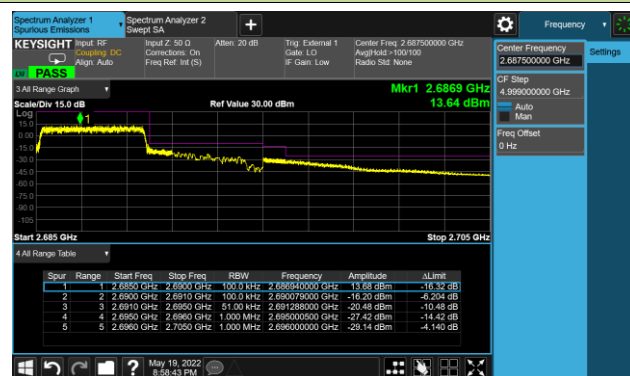 Spectrum Analyzer 1
Spurious Emissions
Spectrum Analyzer 2
Swept SA
Frequency
KEYSIGHT
Input: RF
Coupling: DC
Align: Auto
Input Z: 50 Ω
Corrections: On
Freq Ref: Int (S)
Atten: 20 dB
Trig: External 1
Gate: LO
IF Gain: Low
Center Freq: 2.687500000 GHz
Avg|Hold:>100/100
Radio Std: None
PASS
Center Frequency
2.687500000 GHz
Settings
CF Step
4.999000000 GHz
Auto
Man
Freq Offset
0 Hz
3.All Range Graph
Mkr1 2.6869 GHz
13.64 dBm
Scale/Div 15.0 dB
Ref Value 30.00 dBm
Log
1
15.0
0.00
-15.0
-30.0
-45.0
-60.0
-75.0
-90.0
-105
Start 2.685 GHz
Stop 2.705 GHz
4 All Range Table
Spur Range Start Freq Stop Freq RBW Frequency Amplitude ΔLimit
1 1 2.6850 GHz 2.6900 GHz 100.0 kHz 2.686940000 GHz 13.68 dBm -16.32 dB
2 2 2.6900 GHz 2.6910 GHz 100.0 kHz 2.690079000 GHz -16.20 dBm -6.204 dB
3 3 2.6910 GHz 2.6950 GHz 51.00 kHz 2.691288000 GHz -20.48 dBm -10.48 dB
4 4 2.6950 GHz 2.6960 GHz 1.000 MHz 2.695000500 GHz -27.42 dBm -14.42 dB
5 5 2.6960 GHz 2.7050 GHz 1.000 MHz 2.696000000 GHz -29.14 dBm -4.140 dB
May 19, 2022
8:58:43 PM